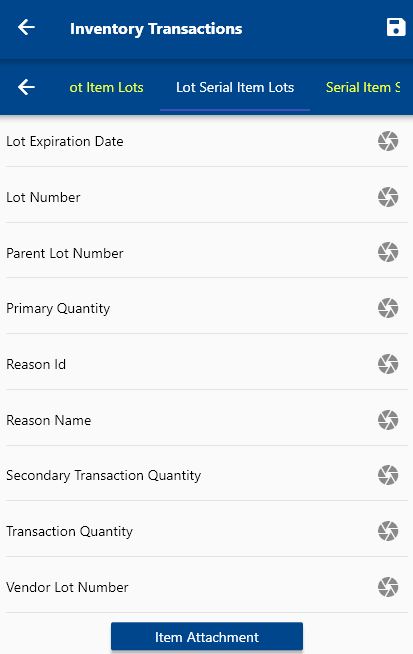 Inventory Transactions
ot Item Lots Lot Serial Item Lots Serial Item S
Lot Expiration Date
Lot Number
Parent Lot Number
Primary Quantity
Reason Id
Reason Name
Secondary Transaction Quantity
Transaction Quantity
Vendor Lot Number
Item Attachment